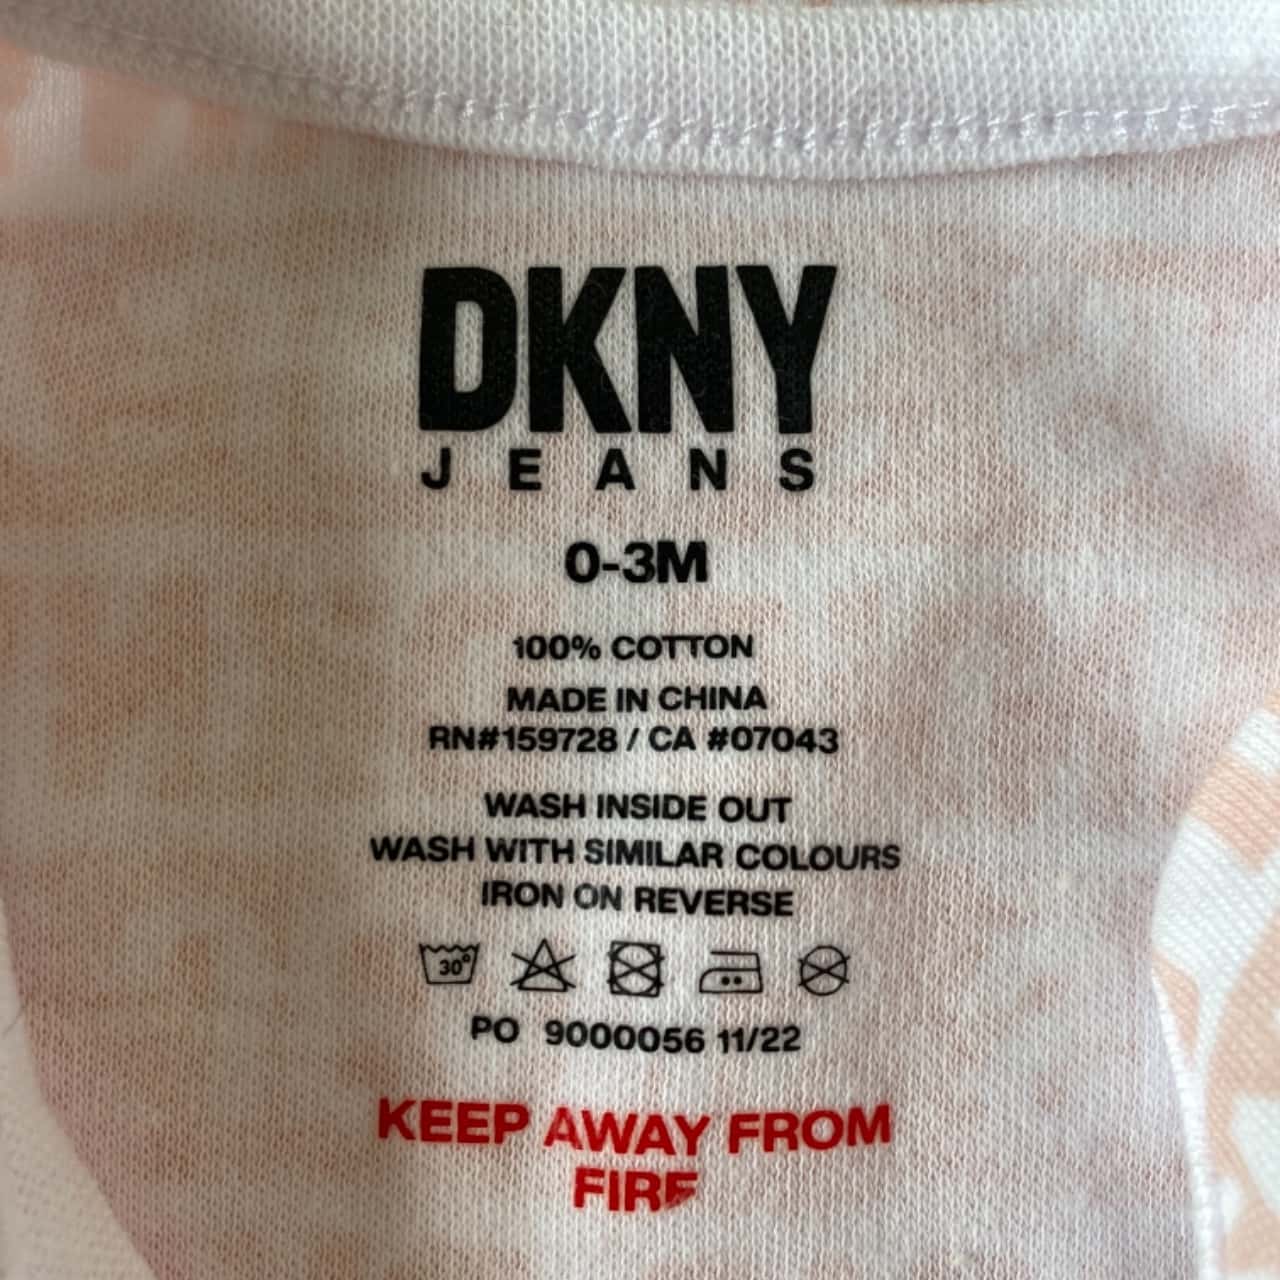 DKNY
JEANS
0-3M
100% COTTON
MADE IN CHINA
RN#159728 / CA #07043
WASH INSIDE OUT
WASH WITH SIMILAR COLOURS
IRON ON REVERSE
30°
PO 9000056 11/22
KEEP AWAY FROM
FIRE